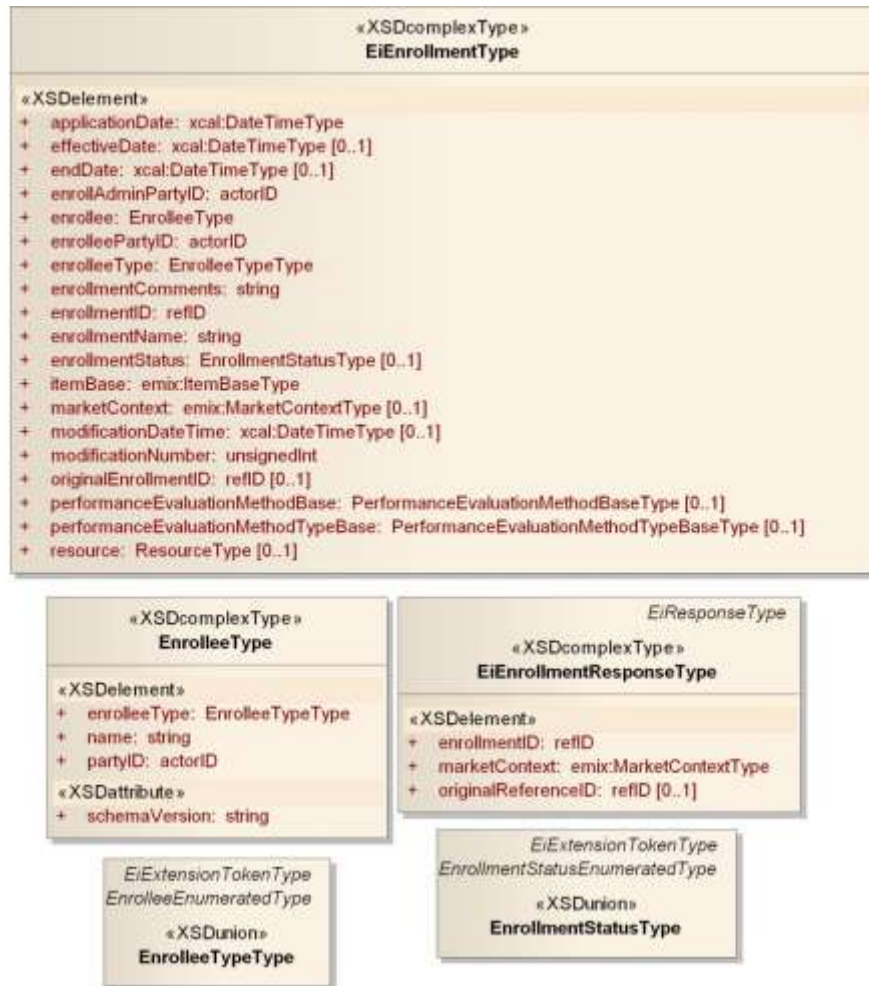 «XSDcomplexType»
EiEnrollmentType
«XSDelement»
+ applicationDate: xcal:DateTimeType
+ effectiveDate: xcal:DateTimeType [0..1]
+ endDate: xcal:DateTimeType [0..1]
+ enrollAdminPartyID: actorID
+ enrollee: EnrolleeType
+ enrolleePartyID: actorID
+ enrolleeType: EnrolleeTypeType
+ enrollmentComments: string
+ enrollmentID: refID
+ enrollmentName: string
+ enrollmentStatus: EnrollmentStatusType [0..1]
+ itemBase: emix:ItemBaseType
+ marketContext: emix:MarketContextType [0..1]
+ modificationDateTime: xcal:DateTimeType [0..1]
+ modificationNumber: unsignedInt
+ originalEnrollmentID: refID [0..1]
+ performanceEvaluationMethodBase: PerformanceEvaluationMethodBaseType [0..1]
+ performanceEvaluationMethodTypeBase: PerformanceEvaluationMethodTypeBaseType [0..1]
+ resource: ResourceType [0..1]
«XSDcomplexType»
EnrolleeType
«XSDelement»
+ enrolleeType: EnrolleeTypeType
+ name: string
+ partyID: actorID
«XSDattribute»
+ schemaVersion: string
EiResponseType
«XSDcomplexType»
EiEnrollmentResponseType
«XSDelement»
+ enrollmentID: refID
+ marketContext: emix:MarketContextType
+ originalReferenceID: refID [0..1]
EiExtensionTokenType
EnrolleeEnumeratedType
«XSDunion»
EnrolleeTypeType
EiExtensionTokenType
EnrollmentStatusEnumeratedType
«XSDunion»
EnrollmentStatusType